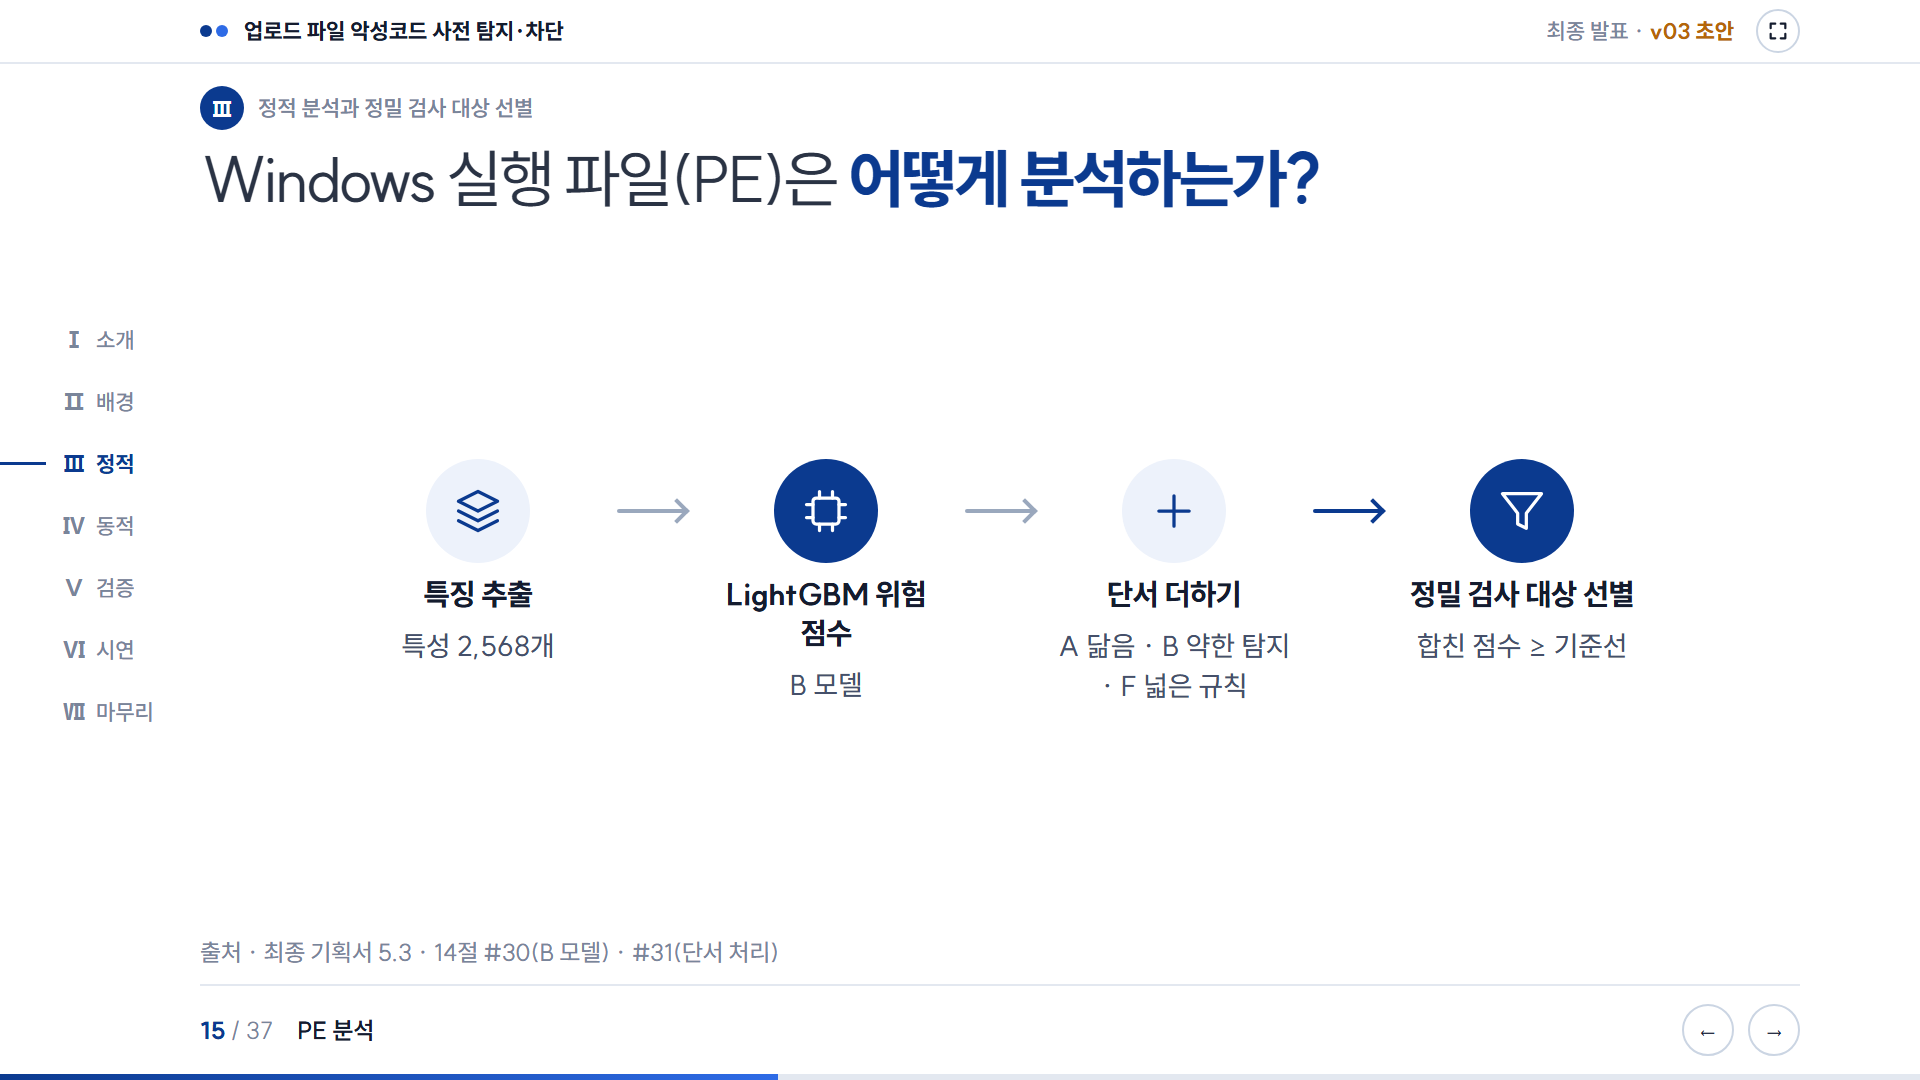 업로드 파일 악성코드 사전 탐지·차단
최종 발표 · v03 초안
Ⅲ 정적 분석과 정밀 검사 대상 선별
Windows 실행 파일(PE)은 어떻게 분석하는가?
Ⅰ 소개
Ⅱ 배경
Ⅲ 정적
Ⅳ 동적
Ⅴ 검증
Ⅵ 시연
Ⅶ 마무리
특징 추출
특성 2,568개
LightGBM 위험
점수
B 모델
단서 더하기
A 닮음 · B 약한 탐지
· F 넓은 규칙
정밀 검사 대상 선별
합친 점수 ≥ 기준선
출처 · 최종 기획서 5.3 · 14절 #30(B 모델) · #31(단서 처리)
15 / 37 PE 분석
← →